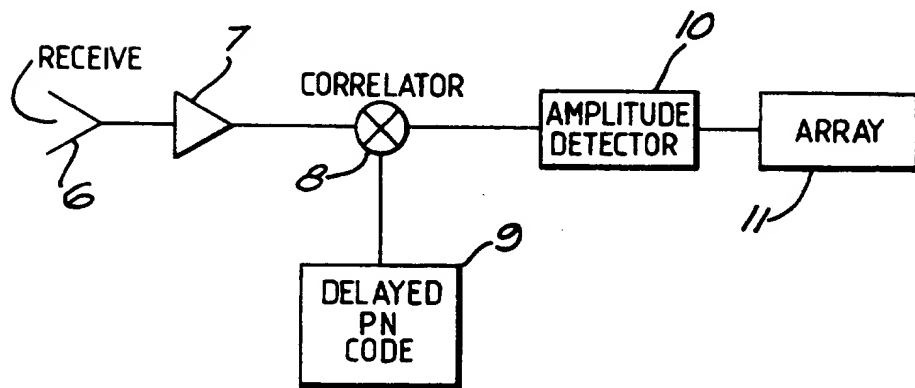 7
10
RECEIVE
CORRELATOR
AMPLITUDE
DETECTOR
ARRAY
6
8
11
9
DELAYED
PN
CODE